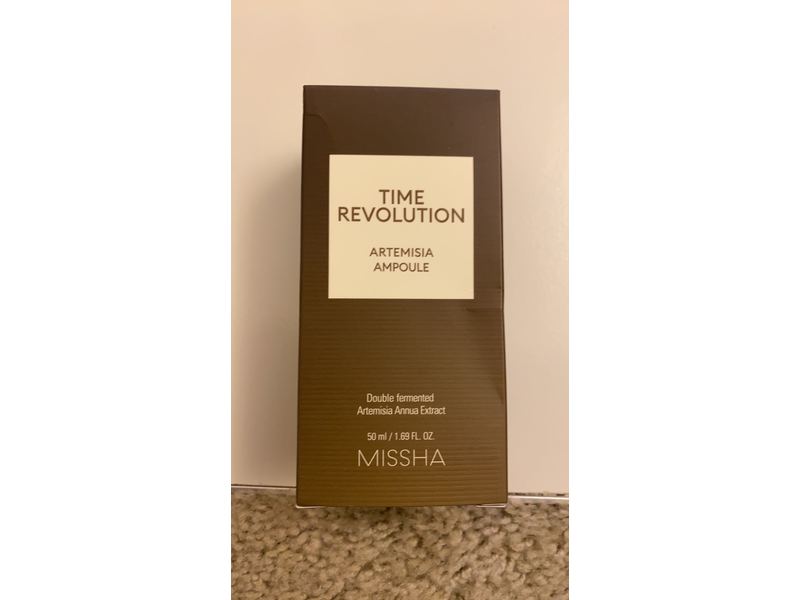 TIME
REVOLUTION
ARTEMISIA
AMPOULE
Double fermented
Artemisia Annua Extract
50 ml / 1.69 FL. OZ.
MISSHA